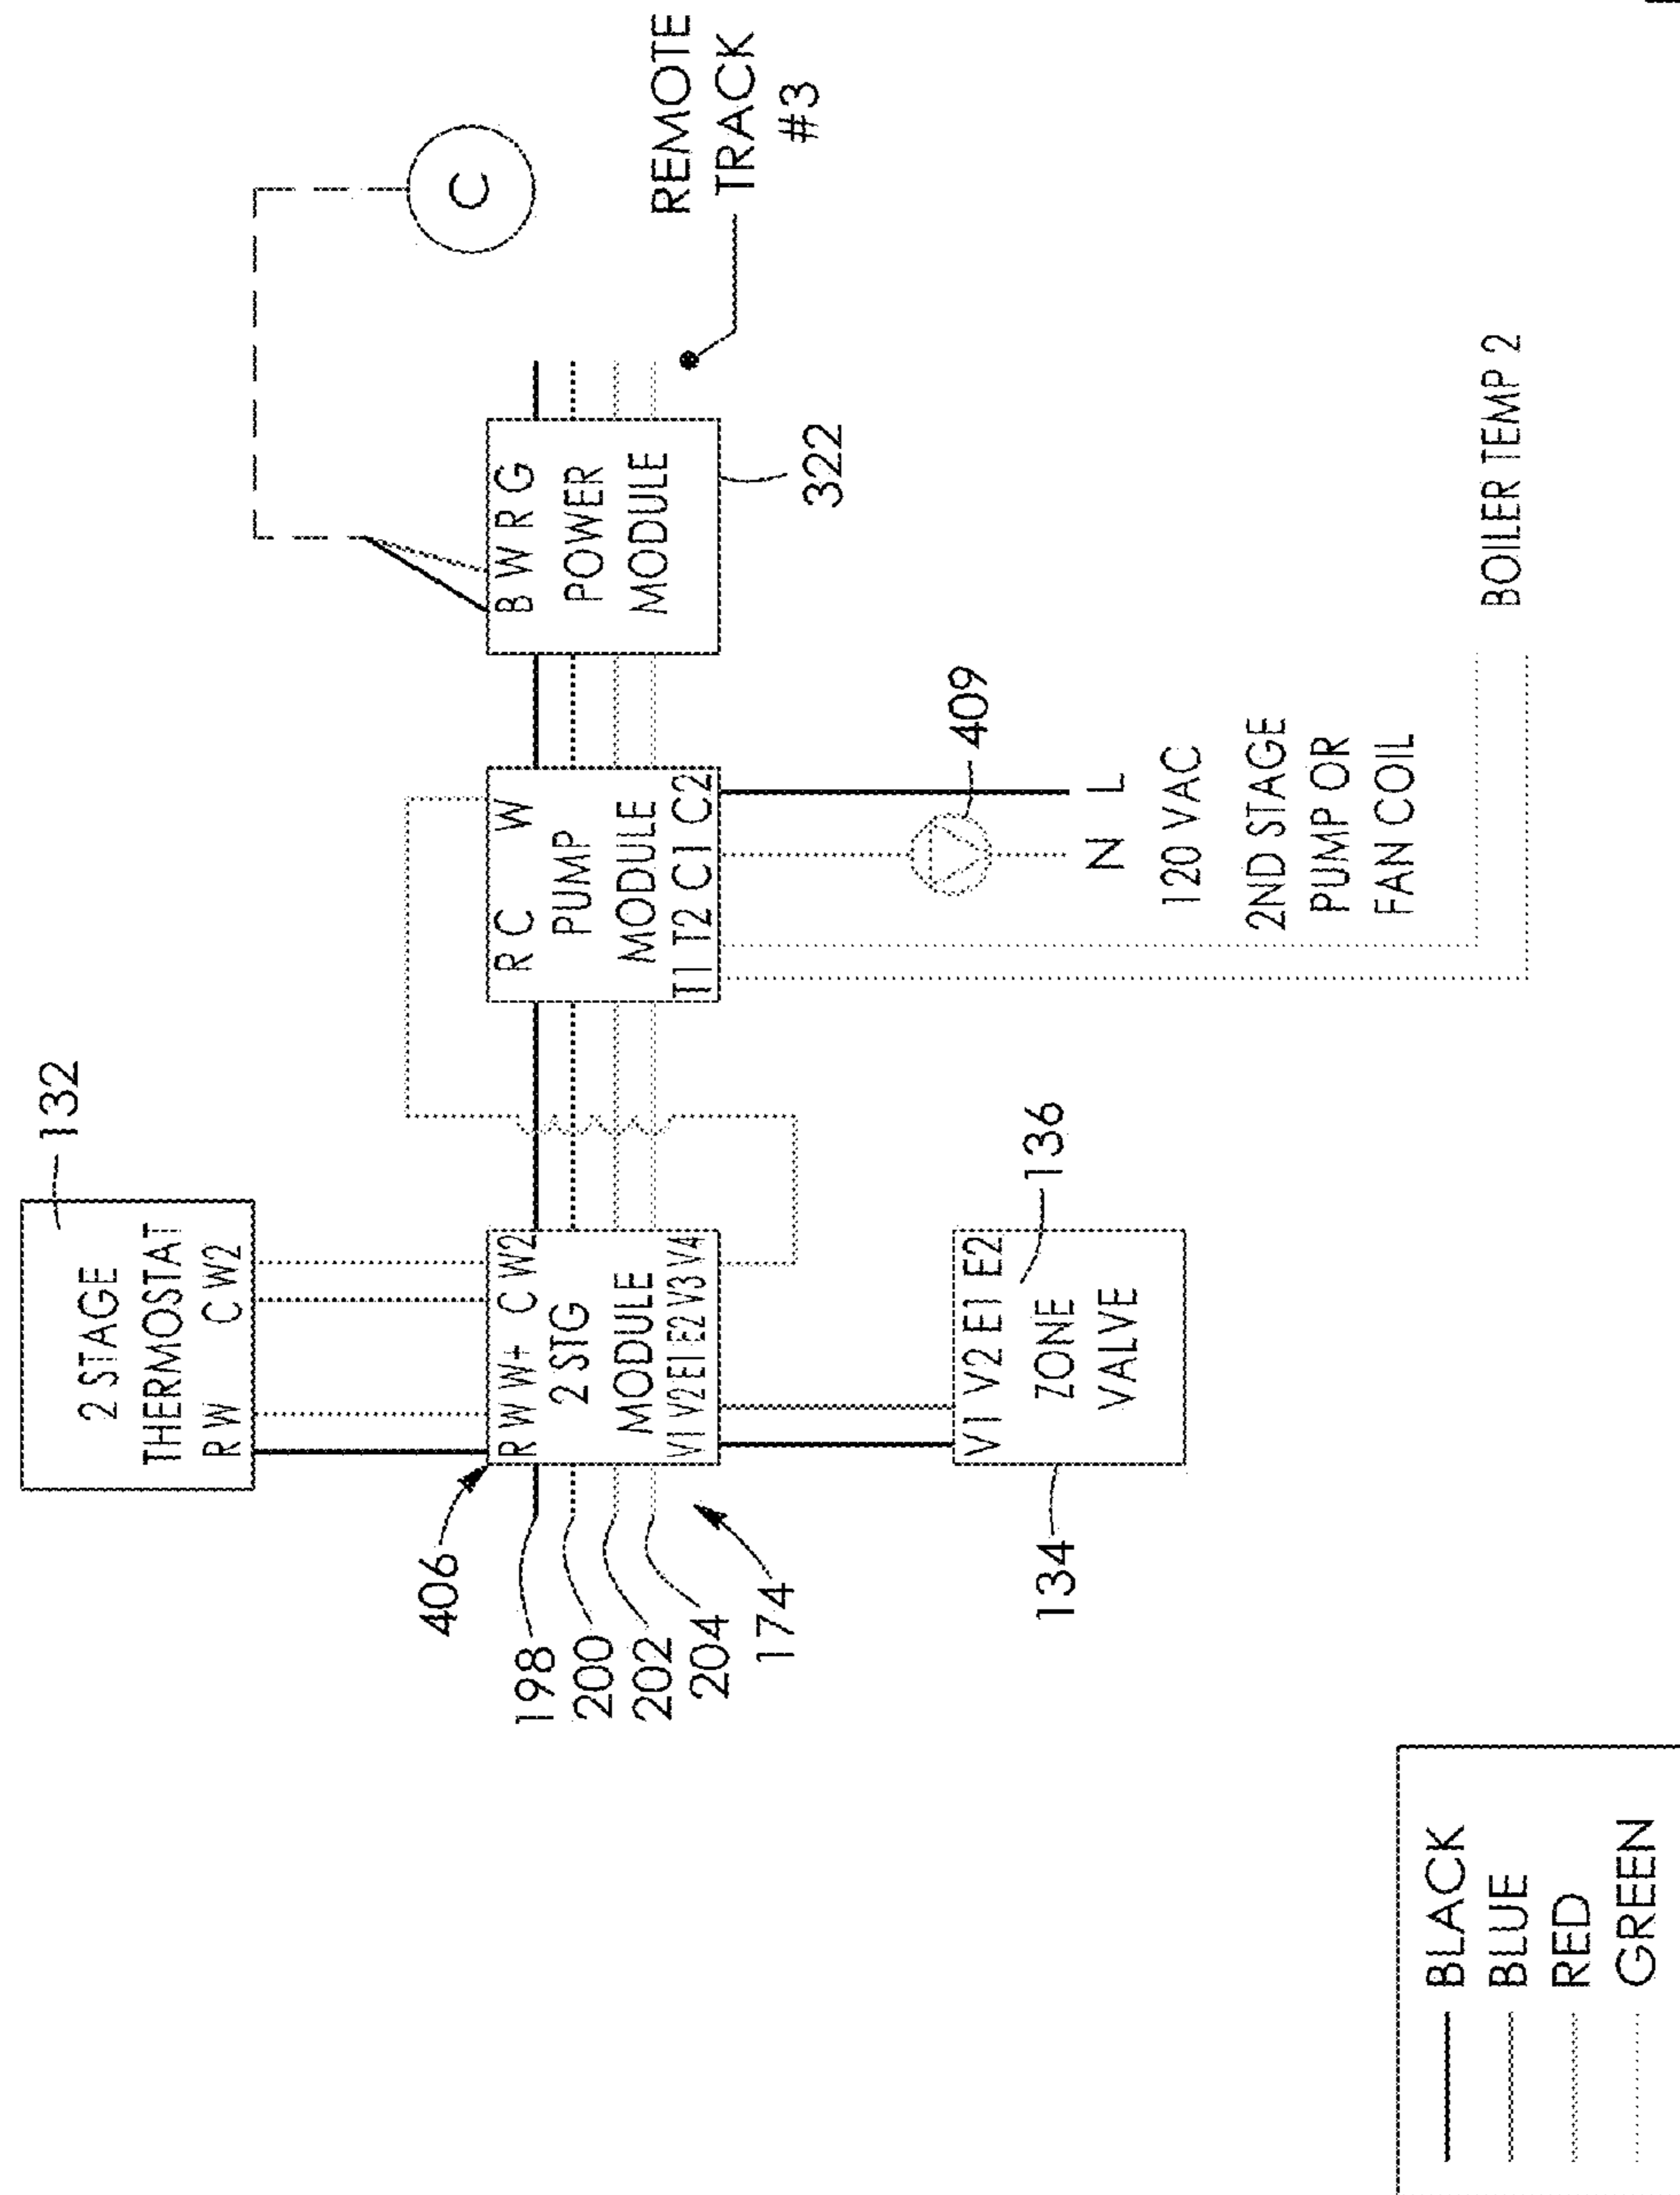 132
2 STAGE
THERMOSTAT
R W C W2
406
R W W+ C W2
2 STG
MODULE
V1 V2 E1 E2 V3 V4
198
200
202
204
174
V1 V2 E1 E2
ZONE
VALVE
134
136
R C W
PUMP
MODULE
T1 T2 C1 C2
409
N L
120 VAC
2ND STAGE
PUMP OR
FAN COIL
B W R G
POWER
MODULE
322
C
REMOTE
TRACK
#3
BOILER TEMP 2
BLACK
BLUE
RED
GREEN